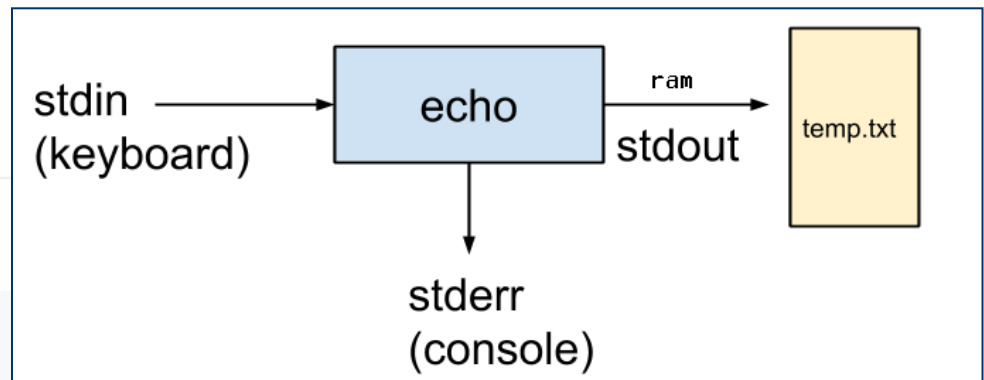 stdin
(keyboard)
echo
ram
stdout
temp.txt
stderr
(console)